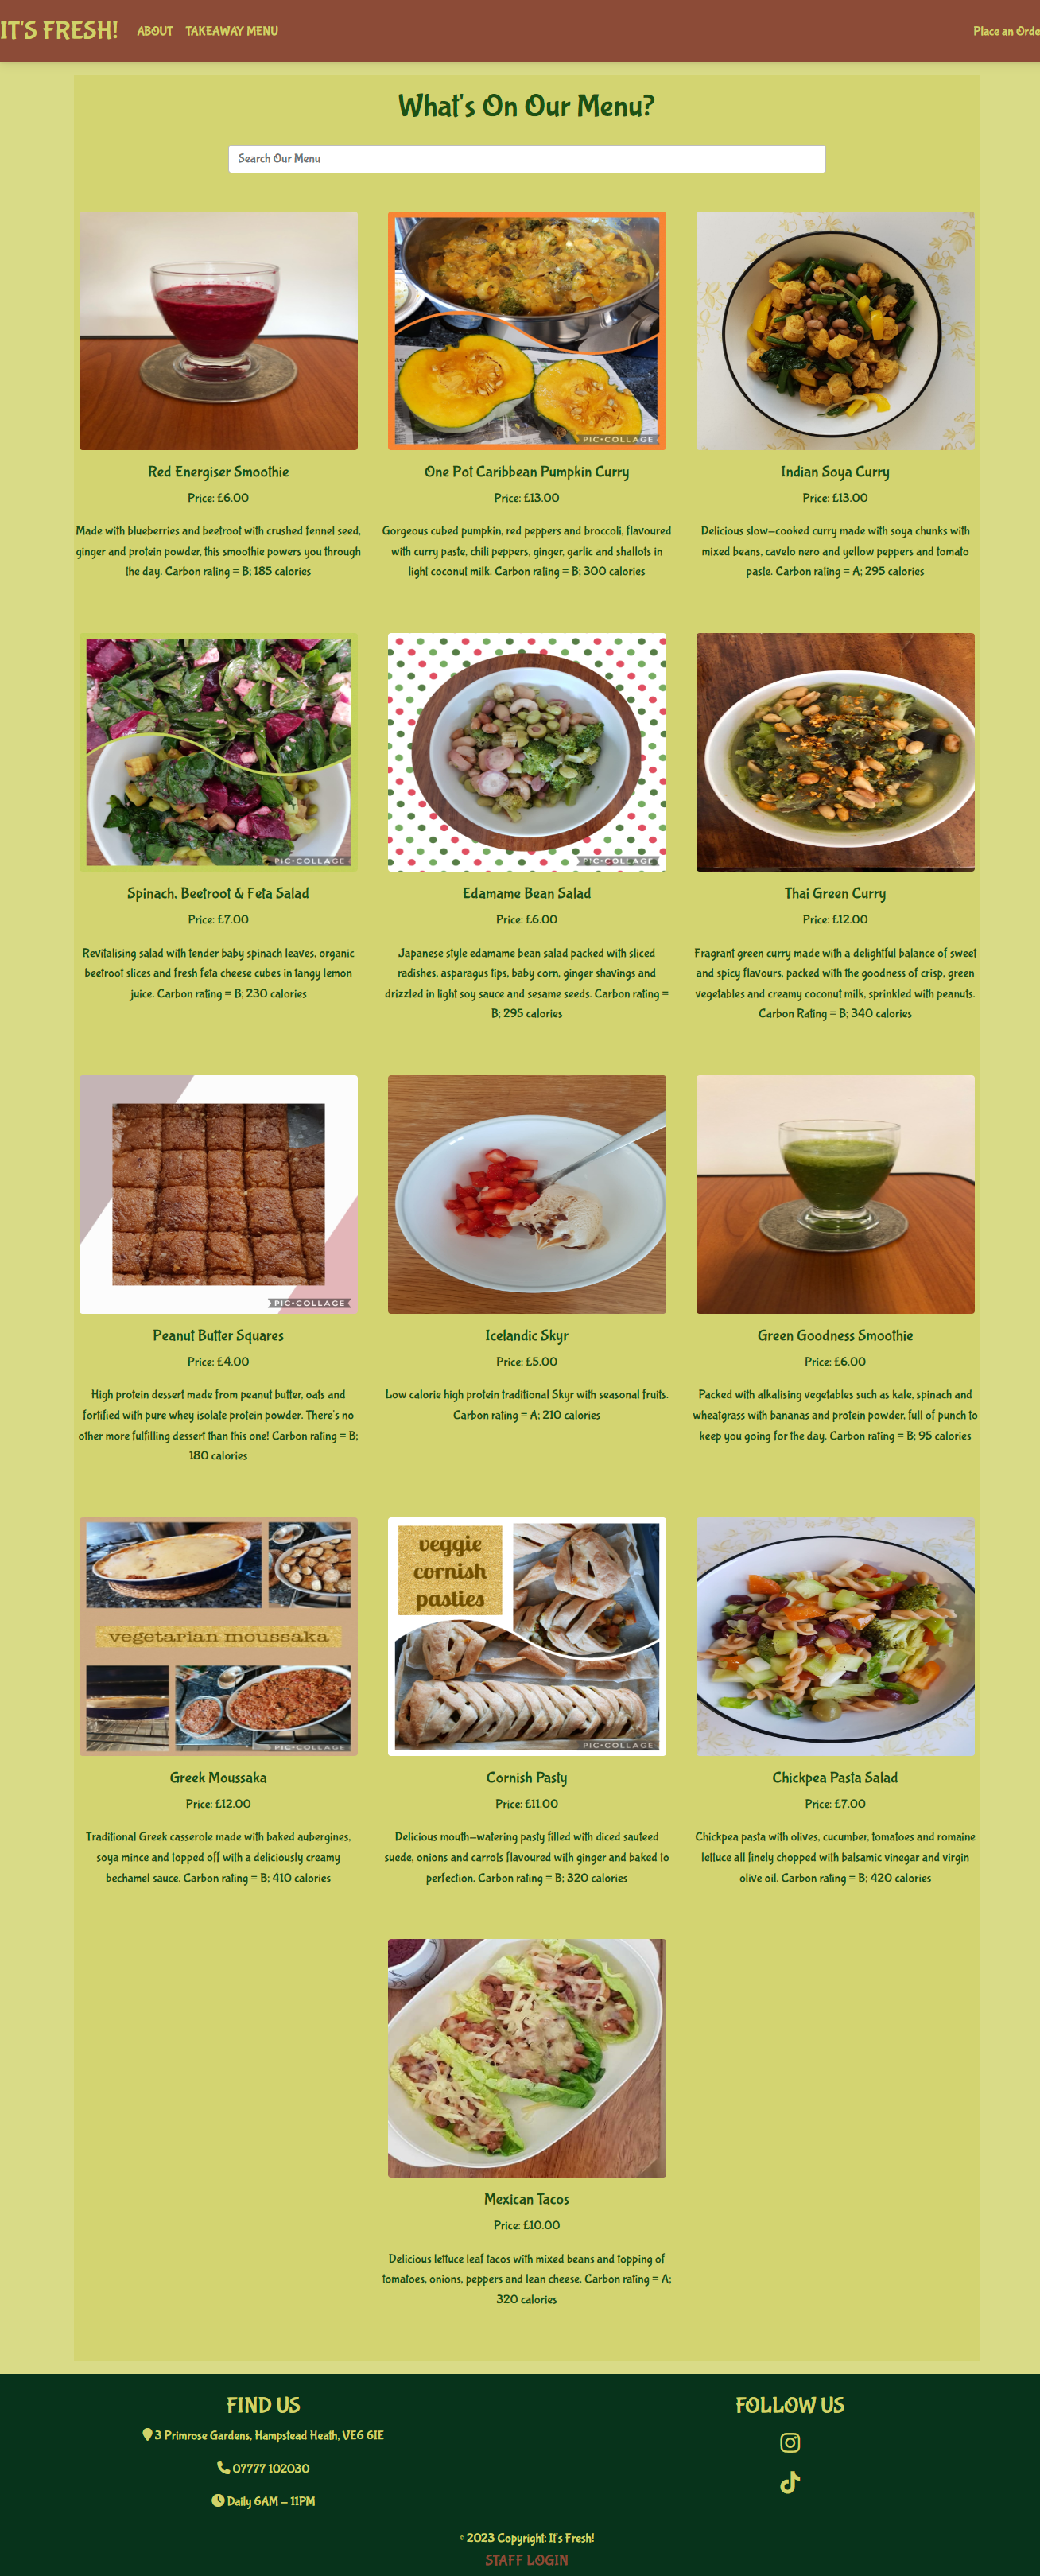 IT'S FRESH!
ABOUT
TAKEAWAY MENU
Place an Orde
What's On Our Menu?
Search Our Menu
PIC•COLLAGE
Red Energiser Smoothie
Price: £6.00
Made with blueberries and beetroot with crushed fennel seed,
ginger and protein powder, this smoothie powers you through
the day. Carbon rating = B; 185 calories
One Pot Caribbean Pumpkin Curry
Price: £13.00
Gorgeous cubed pumpkin, red peppers and broccoli, flavoured
with curry paste, chili peppers, ginger, garlic and shallots in
light coconut milk. Carbon rating = B; 300 calories
Indian Soya Curry
Price: £13.00
Delicious slow-cooked curry made with soya chunks with
mixed beans, cavelo nero and yellow peppers and tomato
paste. Carbon rating = A; 295 calories
PIC•COLLAGE
PIC•COLLAGE
Spinach, Beetroot & Feta Salad
Price: £7.00
Revitalising salad with tender baby spinach leaves, organic
beetroot slices and fresh feta cheese cubes in tangy lemon
juice. Carbon rating = B; 230 calories
Edamame Bean Salad
Price: £6.00
Japanese style edamame bean salad packed with sliced
radishes, asparagus tips, baby corn, ginger shavings and
drizzled in light soy sauce and sesame seeds. Carbon rating =
B; 295 calories
Thai Green Curry
Price: £12.00
Fragrant green curry made with a delightful balance of sweet
and spicy flavours, packed with the goodness of crisp, green
vegetables and creamy coconut milk, sprinkled with peanuts.
Carbon Rating = B; 340 calories
PIC•COLLAGE
Peanut Butter Squares
Price: £4.00
High protein dessert made from peanut butter, oats and
fortified with pure whey isolate protein powder. There's no
other more fulfilling dessert than this one! Carbon rating = B;
180 calories
Icelandic Skyr
Price: £5.00
Low calorie high protein traditional Skyr with seasonal fruits.
Carbon rating = A; 210 calories
Green Goodness Smoothie
Price: £6.00
Packed with alkalising vegetables such as kale, spinach and
wheatgrass with bananas and protein powder, full of punch to
keep you going for the day. Carbon rating = B; 95 calories
vegetarian moussaka
PIC•COLLAGE
veggie
cornish
pasties
PIC•COLLAGE
Greek Moussaka
Price: £12.00
Traditional Greek casserole made with baked aubergines,
soya mince and topped off with a deliciously creamy
bechamel sauce. Carbon rating = B; 410 calories
Cornish Pasty
Price: £11.00
Delicious mouth-watering pasty filled with diced sauteed
suede, onions and carrots flavoured with ginger and baked to
perfection. Carbon rating = B; 320 calories
Chickpea Pasta Salad
Price: £7.00
Chickpea pasta with olives, cucumber, tomatoes and romaine
lettuce all finely chopped with balsamic vinegar and virgin
olive oil. Carbon rating = B; 420 calories
Mexican Tacos
Price: £10.00
Delicious lettuce leaf tacos with mixed beans and topping of
tomatoes, onions, peppers and lean cheese. Carbon rating = A;
320 calories
FIND US
3 Primrose Gardens, Hampstead Heath, VE6 6IE
07777 102030
Daily 6AM - 11PM
FOLLOW US
© 2023 Copyright: It's Fresh!
STAFF LOGIN